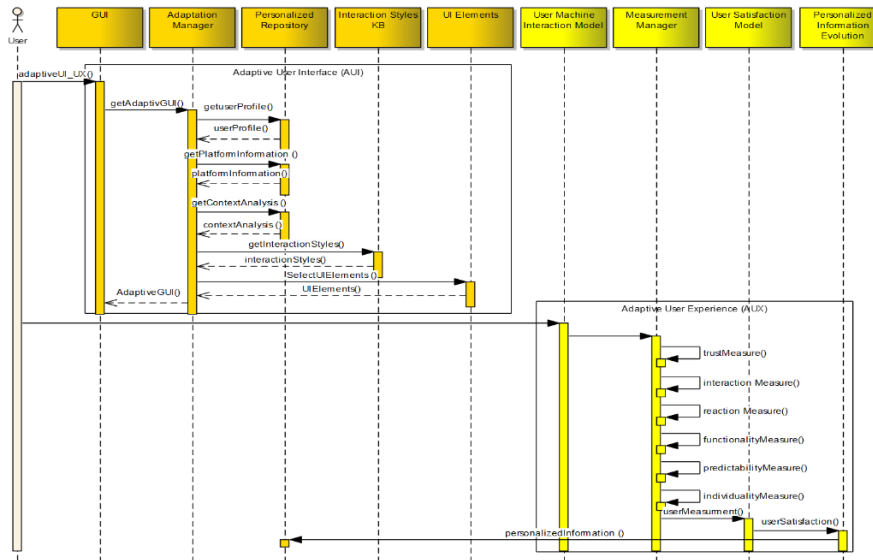 User
GUI
Adaptation
Manager
Personalized
Repository
Interaction Styles
KB
UI Elements
User Machine
Interaction Model
Measurement
Manager
User Satisfaction
Model
Personalized
Information
Evolution
Adaptive User Interface (AUI)
adaptiveUI_UX()
getAdaptivGUI()
getuserProfile()
userProfile()
getPlatformInformation ()
platformInformation()
getContextAnalysis()
contextAnalysis()
getInteractionStyles()
interactionStyles()
SelectUIElements()
UIElements()
AdaptiveGUI()
Adaptive User Experience (AUX)
trustMeasure()
interaction Measure()
reaction Measure()
functionalityMeasure()
predictabilityMeasure()
individualityMeasure()
userMeasurment()
userSatisfaction()
personalizedInformation ()